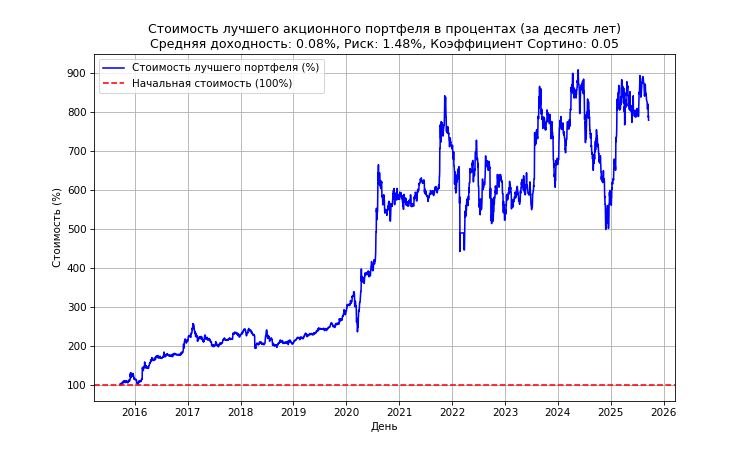 Стоимость лучшего акционного портфеля в процентах (за десять лет)
Средняя доходность: 0.08%, Риск: 1.48%, Коэффициент Сортино: 0.05
Стоимость лучшего портфеля (%)
Начальная стоимость (100%)
Стоимость (%)
900
800
700
600
500
400
300
200
100
2016 2017 2018 2019 2020 2021 2022 2023 2024 2025 2026
День